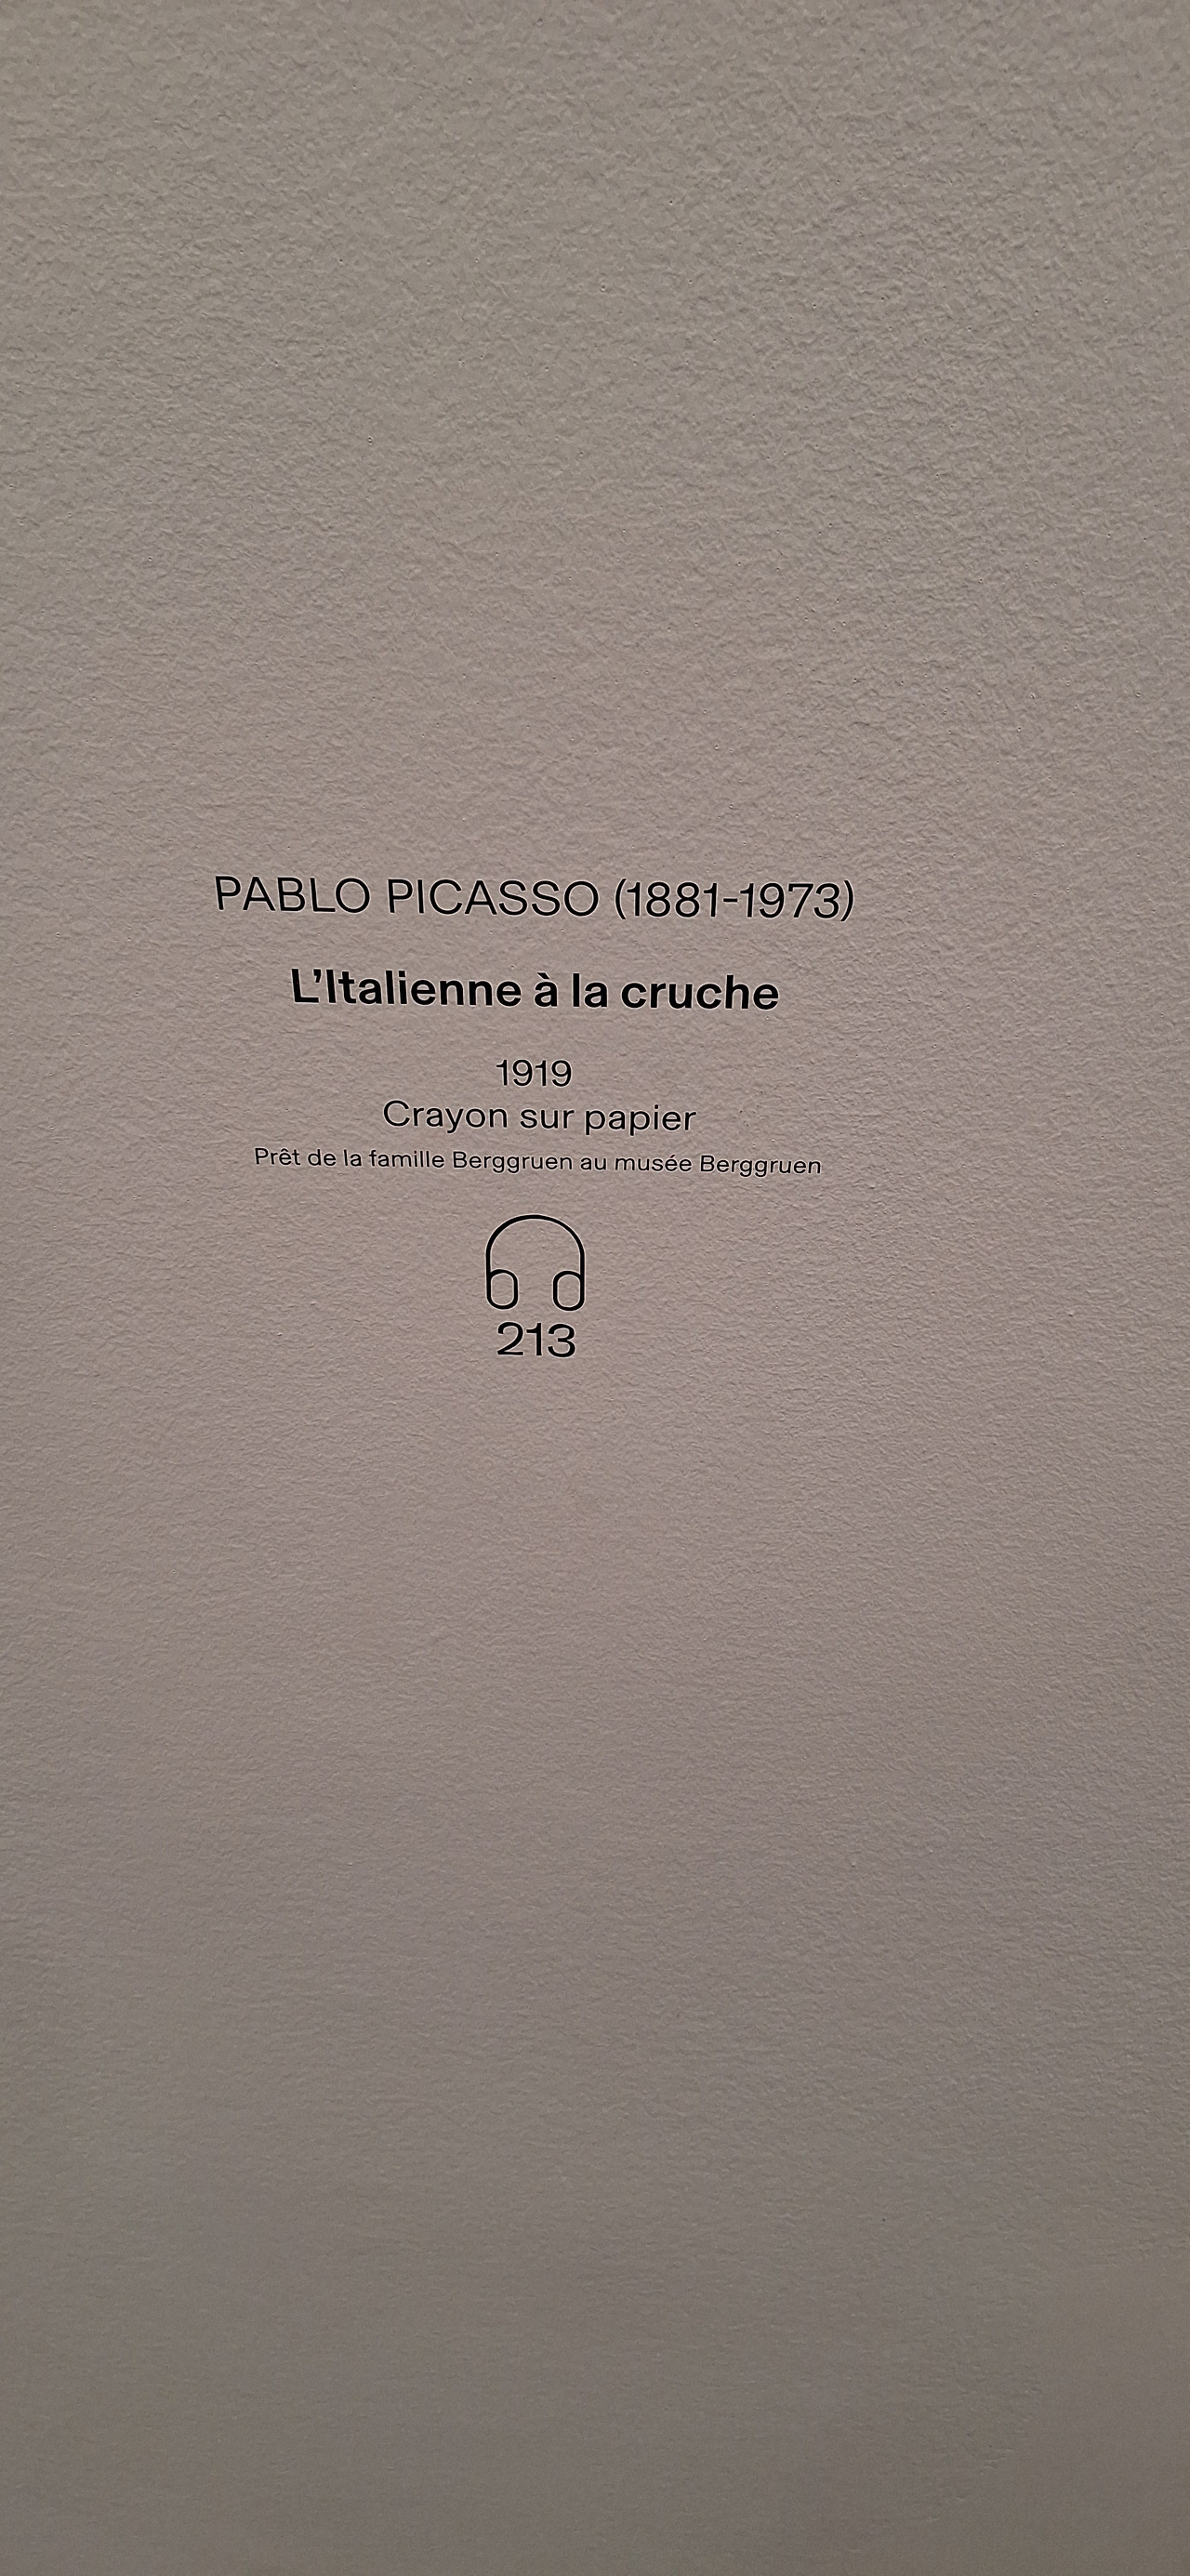 PABLO PICASSO (1881-1973)
L’Italienne à la cruche
1919
Crayon sur papier
Prêt de la famille Berggruen au musée Berggruen
213